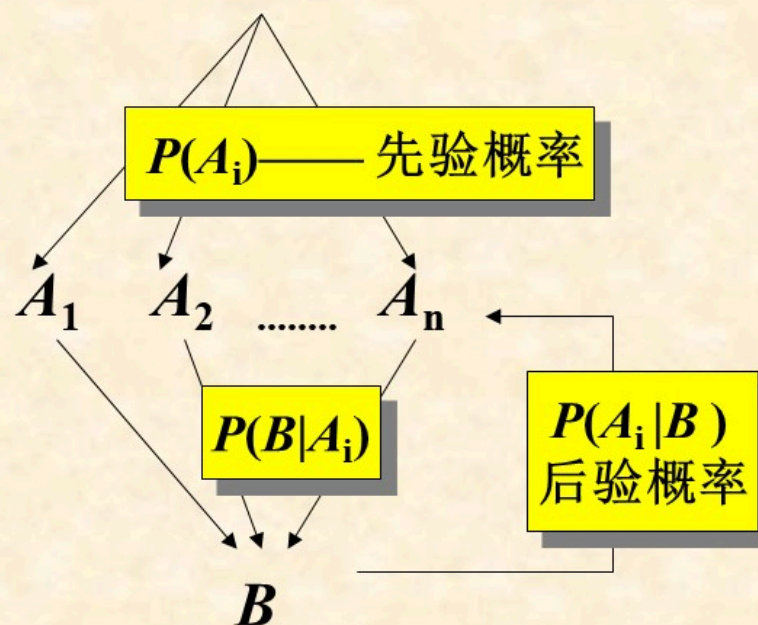 P(Aᵢ)—— 先验概率
A₁ A₂ ........ Aₙ
P(B|Aᵢ)
P(Aᵢ|B)
后验概率
B